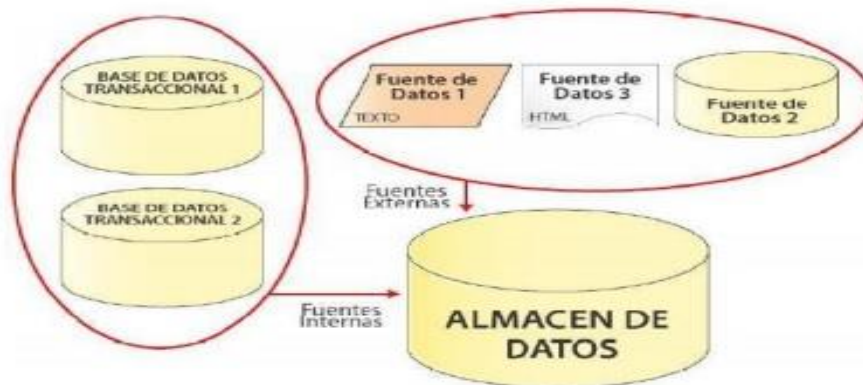 BASE DE DATOS
TRANSACCIONAL 1
BASE DE DATOS
TRANSACCIONAL 2
Fuente de
Datos 1
TEXTO
Fuente de
Datos 3
HTML
Fuente de
Datos 2
Fuentes
Externas
Fuentes
Internas
ALMACEN DE
DATOS